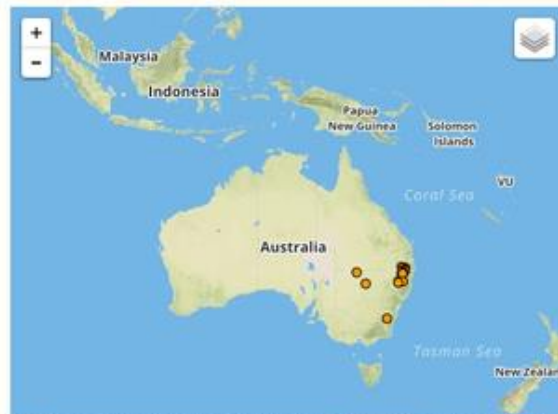 +
−
Malaysia
Indonesia
Papua
New Guinea
Solomon
Islands
Coral Sea
VU
Australia
Tasman Sea
New Zealan